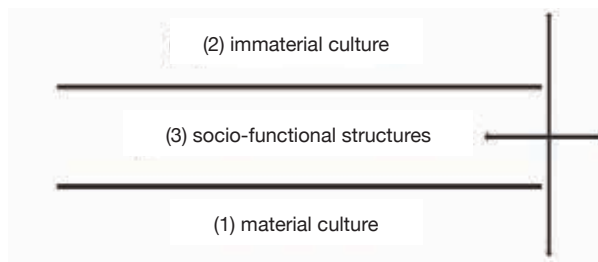 (2) immaterial culture
(3) socio-functional structures
(1) material culture